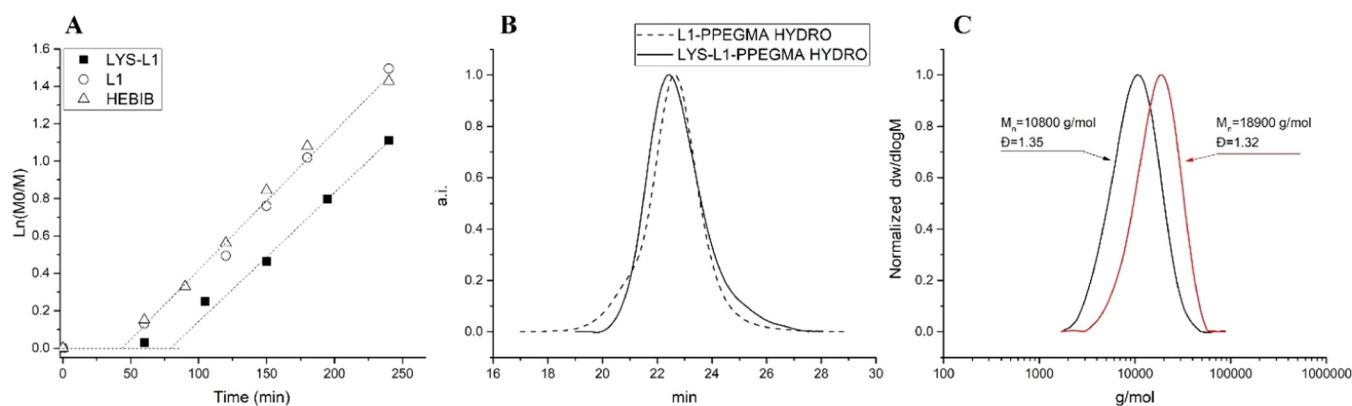 A
1.6
1.4
1.2
1.0
0.8
0.6
0.4
0.2
0.0
Ln(M0/M)
LYS-L1
L1
HEBIB
0
50
100
150
200
250
Time (min)
B
L1-PPEGMA HYDRO
LYS-L1-PPEGMA HYDRO
1.0
0.8
0.6
0.4
0.2
0.0
a.i.
16
18
20
22
24
26
28
30
min
C
1.0
0.8
0.6
0.4
0.2
0.0
Normalized dw/dlogM
Mn=10800 g/mol
Đ=1.35
Mn=18900 g/mol
Đ=1.32
100
1000
10000
100000
1000000
g/mol